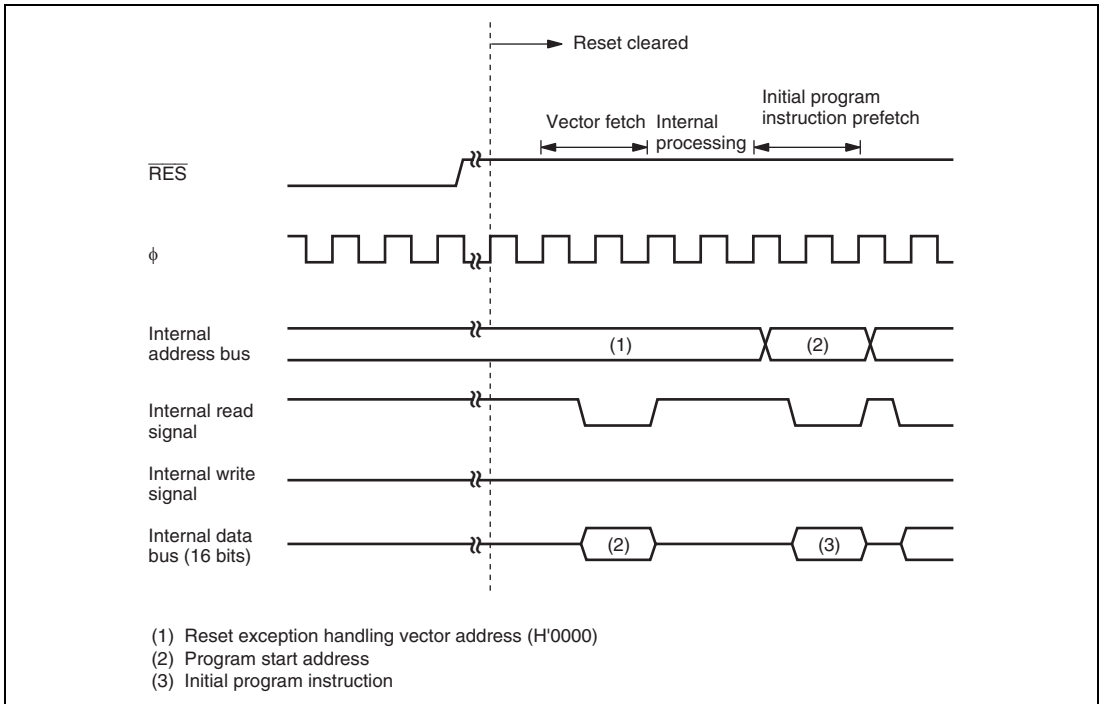 Reset cleared
Initial program
Vector fetch Internal instruction prefetch
processing
RES
ϕ
Internal
address bus
(1)
(2)
Internal read
signal
Internal write
signal
Internal data
bus (16 bits)
(2)
(3)
(1) Reset exception handling vector address (H'0000)
(2) Program start address
(3) Initial program instruction